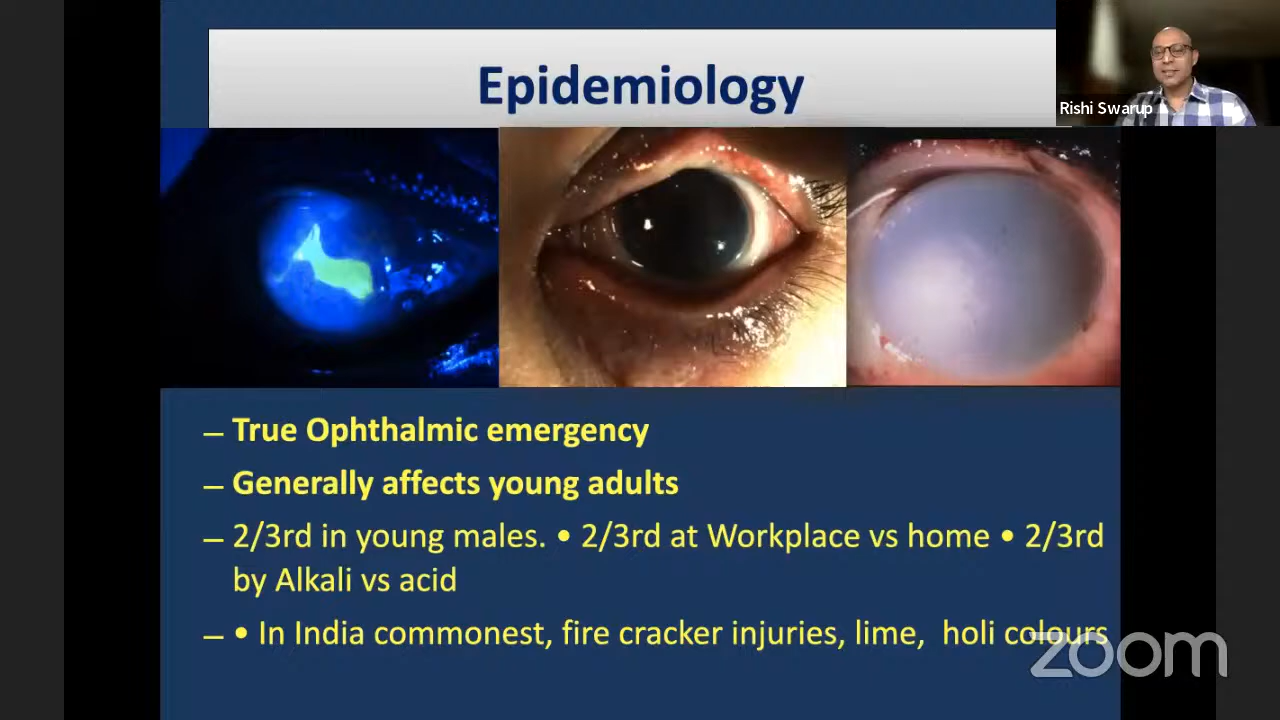 Epidemiology
Rishi Swarup
– True Ophthalmic emergency
– Generally affects young adults
– 2/3rd in young males. • 2/3rd at Workplace vs home • 2/3rd
by Alkali vs acid
– • In India commonest, fire cracker injuries, lime, holi colours
zoom